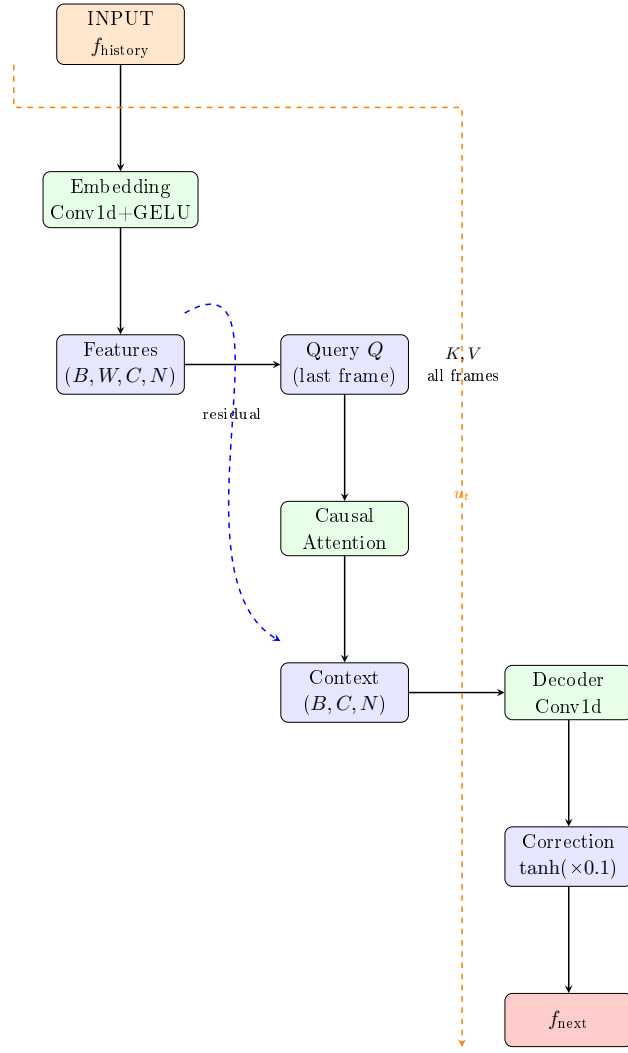 INPUT
f_history
Embedding
Conv1d+GELU
Features
(B, W, C, N)
Query Q
(last frame)
K, V
all frames
residual
u_t
Causal
Attention
Context
(B, C, N)
Decoder
Conv1d
Correction
tanh(×0.1)
f_next